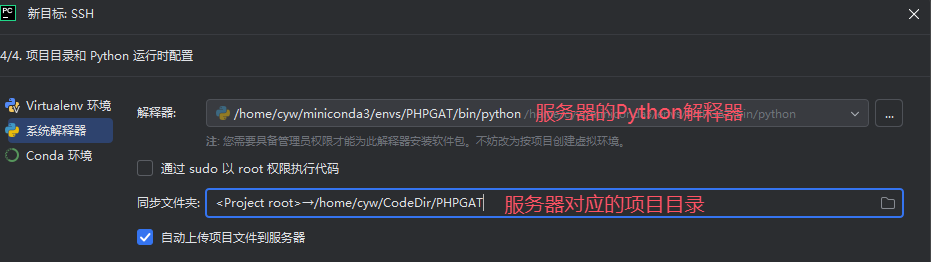 PC
新目标: SSH
4/4. 项目目录和 Python 运行时配置
Virtualenv 环境
系统解释器
Conda 环境
解释器:
/home/cyw/miniconda3/envs/PHPGAT/bin/python
服务器的Python解释器
...
注: 您需要具备管理员权限才能为此解释器安装软件包。不妨改为按项目创建虚拟环境。
通过 sudo 以 root 权限执行代码
同步文件夹:
<Project root>→/home/cyw/CodeDir/PHPGAT
服务器对应的项目目录
自动上传项目文件到服务器